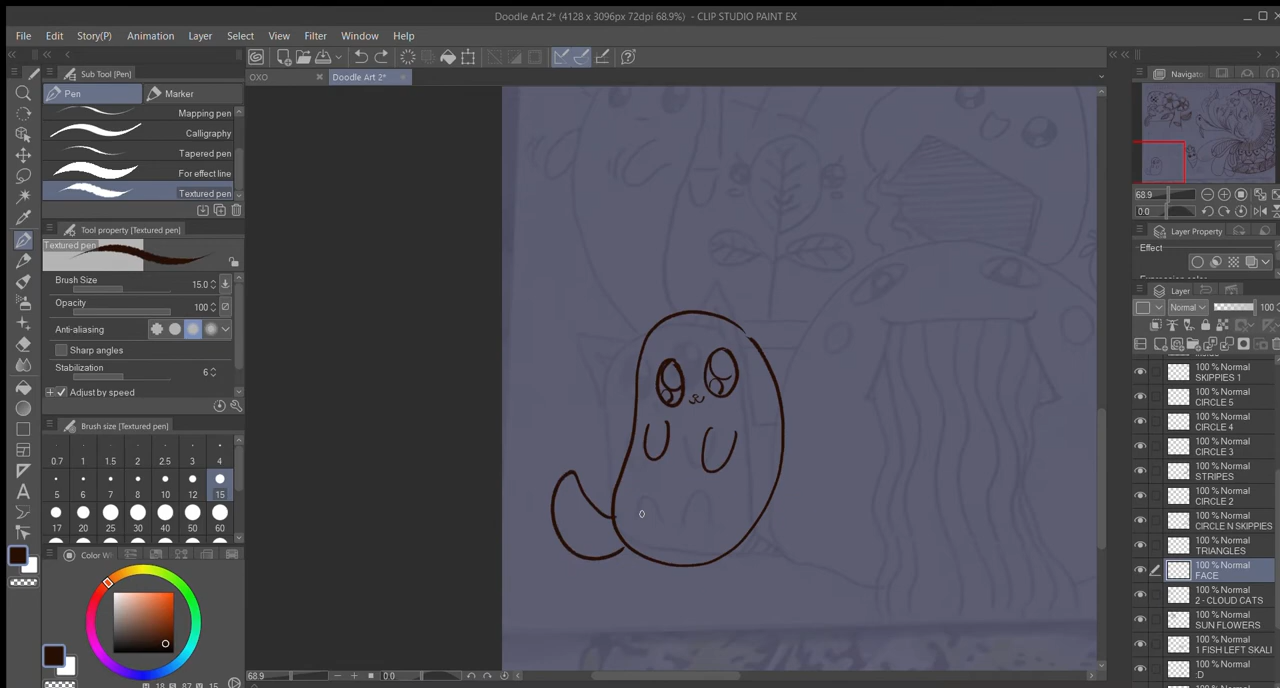 Doodle Art 2* (4128 x 3096px 72dpi 68.9%) - CLIP STUDIO PAINT EX
File Edit Story(P) Animation Layer Select View Filter Window Help
Sub Tool [Pen]
Pen Marker
Mapping pen
Calligraphy
Tapered pen
For effect line
Textured pen
Tool property [Textured pen]
Textured pen
Brush Size 15.0
Opacity 100
Anti-aliasing
Sharp angles
Stabilization 6
Adjust by speed
Brush size [Textured pen]
0.7 1 1.5 2 2.5 3 4
5 6 7 8 10 12 15
17 20 25 30 40 50 60
Color W
18 S 87 V 15
OXO Doodle Art 2*
68.9 0:0
Navigato
68.9
0:0
Layer Property
Effect
Expression color
Layer
Normal 100
100 % Normal
SKIPPIES 1
100 % Normal
CIRCLE 5
100 % Normal
CIRCLE 4
100 % Normal
CIRCLE 3
100 % Normal
STRIPES
100 % Normal
CIRCLE 2
100 % Normal
CIRCLE N SKIPPIES
100 % Normal
TRIANGLES
100 % Normal
FACE
100 % Normal
2 - CLOUD CATS
100 % Normal
SUN FLOWERS
100 % Normal
1 FISH LEFT SKALI
100 % Normal
:D